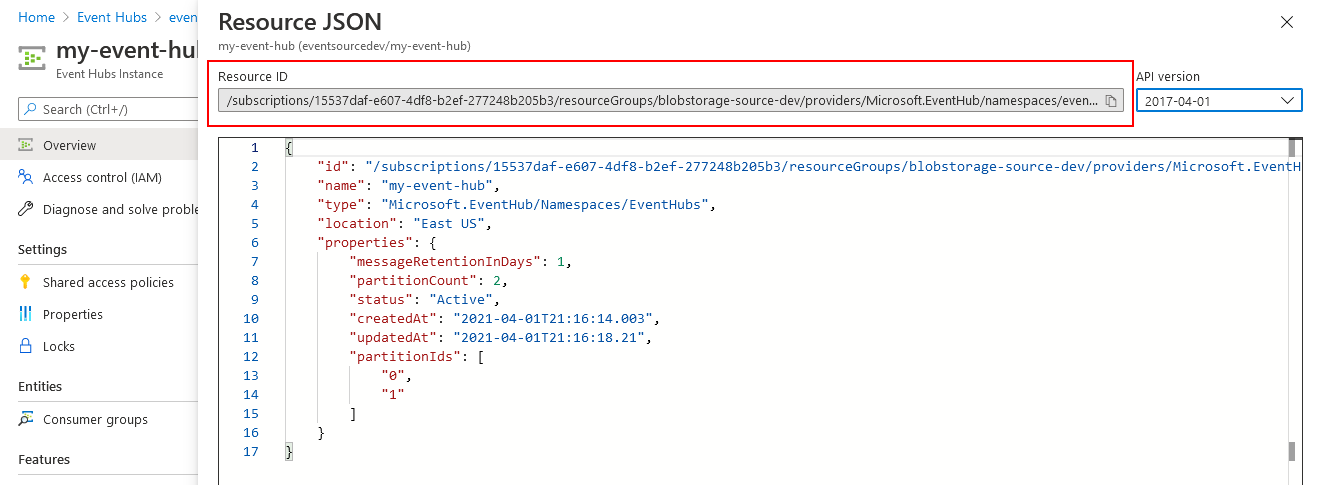 Home > Event Hubs > even
my-event-hub
Event Hubs Instance
Search (Ctrl+/)
Overview
Access control (IAM)
Diagnose and solve proble
Settings
Shared access policies
Properties
Locks
Entities
Consumer groups
Features
Resource JSON
my-event-hub (eventsourcedev/my-event-hub)
Resource ID
/subscriptions/15537daf-e607-4df8-b2ef-277248b205b3/resourceGroups/blobstorage-source-dev/providers/Microsoft.EventHub/namespaces/even...
API version
2017-04-01
1 {
2 "id": "/subscriptions/15537daf-e607-4df8-b2ef-277248b205b3/resourceGroups/blobstorage-source-dev/providers/Microsoft.EventH
3 "name": "my-event-hub",
4 "type": "Microsoft.EventHub/Namespaces/EventHubs",
5 "location": "East US",
6 "properties": {
7 "messageRetentionInDays": 1,
8 "partitionCount": 2,
9 "status": "Active",
10 "createdAt": "2021-04-01T21:16:14.003",
11 "updatedAt": "2021-04-01T21:16:18.21",
12 "partitionIds": [
13 "0",
14 "1"
15 ]
16 }
17 }